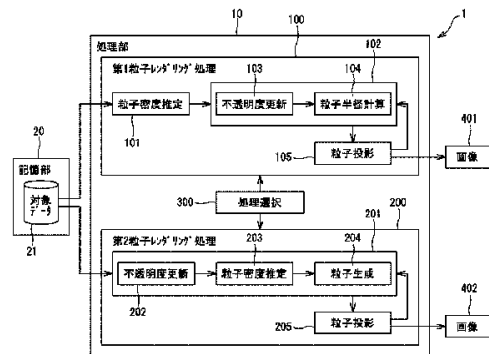 1
10
100
処理部
第1粒子レンダリング処理
102
103
104
粒子密度推定
不透明度更新
粒子半径計算
101
401
105
粒子投影
画像
20
記憶部
対象
データ
21
300
処理選択
200
201
第2粒子レンダリング処理
203
204
不透明度更新
粒子密度推定
粒子生成
202
402
205
粒子投影
画像